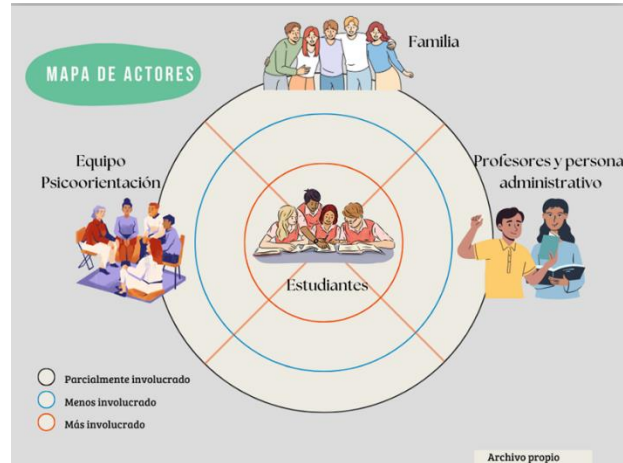 MAPA DE ACTORES
Familia
Equipo
Psicoorientación
Profesores y persona
administrativo
Estudiantes
Parcialmente involucrado
Menos involucrado
Más involucrado
Archivo propio